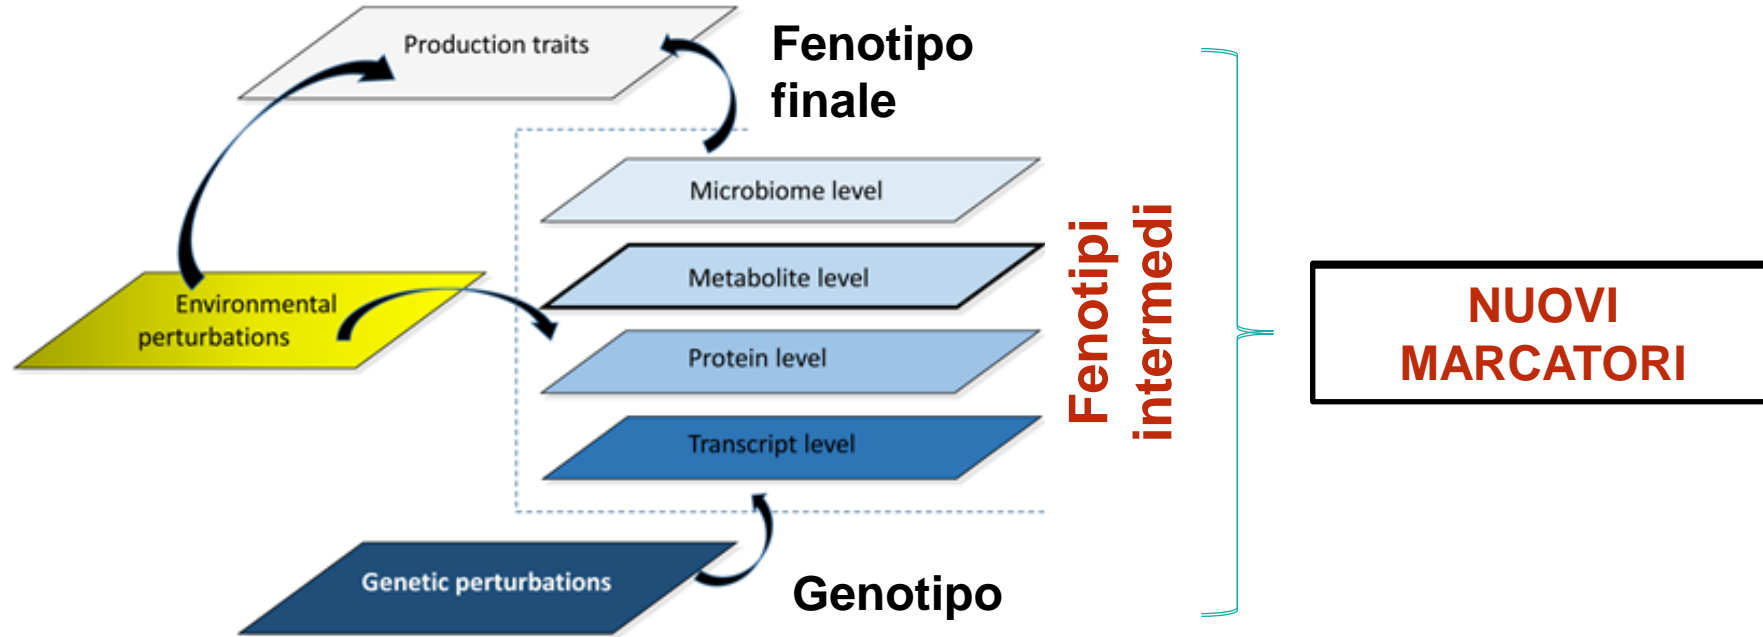 Production traits
Fenotipo
finale
Microbiome level
Metabolite level
Environmental
perturbations
Protein level
Transcript level
Fenotipi
intermedi
NUOVI
MARCATORI
Genetic perturbations
Genotipo